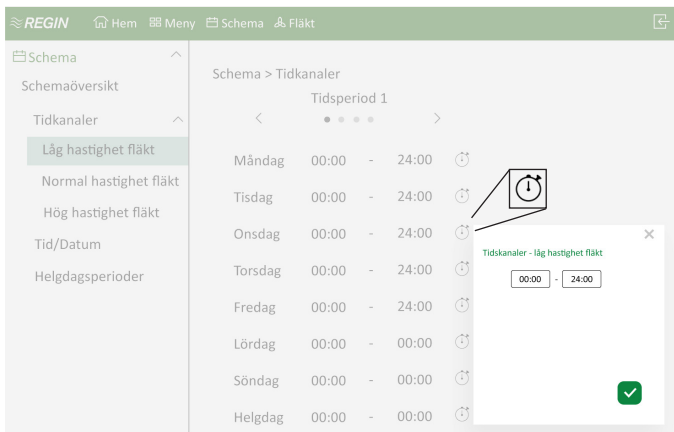 REGIN Hem Meny Schema Fläkt
Schema
Schemaöversikt
Tidkanaler
Låg hastighet fläkt
Normal hastighet fläkt
Hög hastighet fläkt
Tid/Datum
Helgdagsperioder
Schema > Tidkanaler
Tidsperiod 1
< >
Måndag 00:00 - 24:00
Tisdag 00:00 - 24:00
Onsdag 00:00 - 24:00
Torsdag 00:00 - 24:00
Fredag 00:00 - 24:00
Lördag 00:00 - 00:00
Söndag 00:00 - 00:00
Helgdag 00:00 - 00:00
Tidskanaler - låg hastighet fläkt
00:00 - 24:00